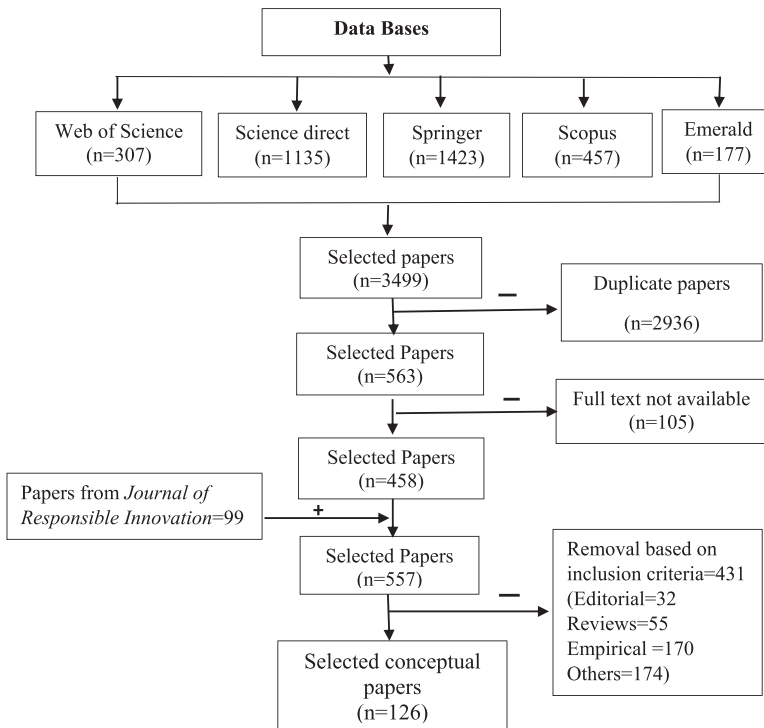 Data Bases
Web of Science
(n=307)
Science direct
(n=1135)
Springer
(n=1423)
Scopus
(n=457)
Emerald
(n=177)
Selected papers
(n=3499)
Duplicate papers
(n=2936)
Selected Papers
(n=563)
Full text not available
(n=105)
Selected Papers
(n=458)
Papers from Journal of
Responsible Innovation=99
+
Selected Papers
(n=557)
Removal based on
inclusion criteria=431
(Editorial=32
Reviews=55
Empirical =170
Others=174)
Selected conceptual
papers
(n=126)